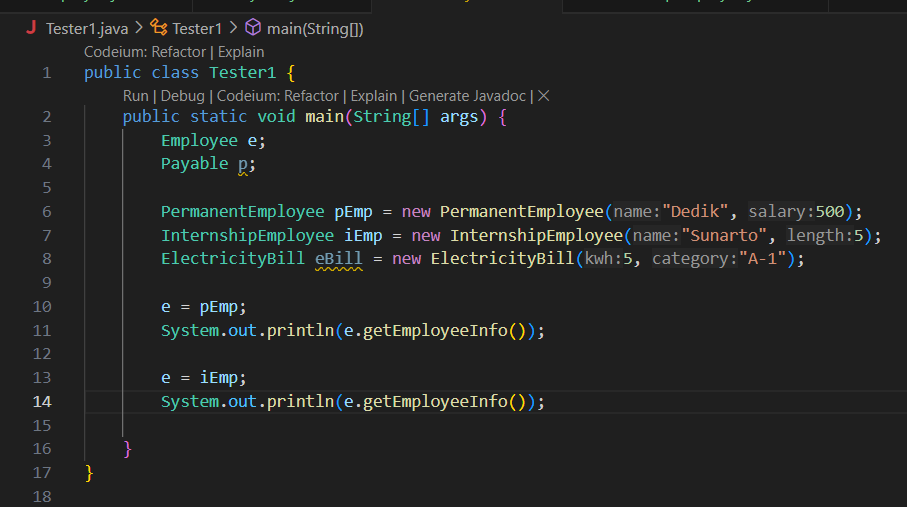 Tester1.java > Tester1 > main(String[])
Codeium: Refactor | Explain
1 public class Tester1 {
Run | Debug | Codeium: Refactor | Explain | Generate Javadoc | ×
2 public static void main(String[] args) {
3 Employee e;
4 Payable p;
5
6 PermanentEmployee pEmp = new PermanentEmployee(name:"Dedik", salary:500);
7 InternshipEmployee iEmp = new InternshipEmployee(name:"Sunarto", length:5);
8 ElectricityBill eBill = new ElectricityBill(kwh:5, category:"A-1");
9
10 e = pEmp;
11 System.out.println(e.getEmployeeInfo());
12
13 e = iEmp;
14 System.out.println(e.getEmployeeInfo());
15
16 }
17 }
18